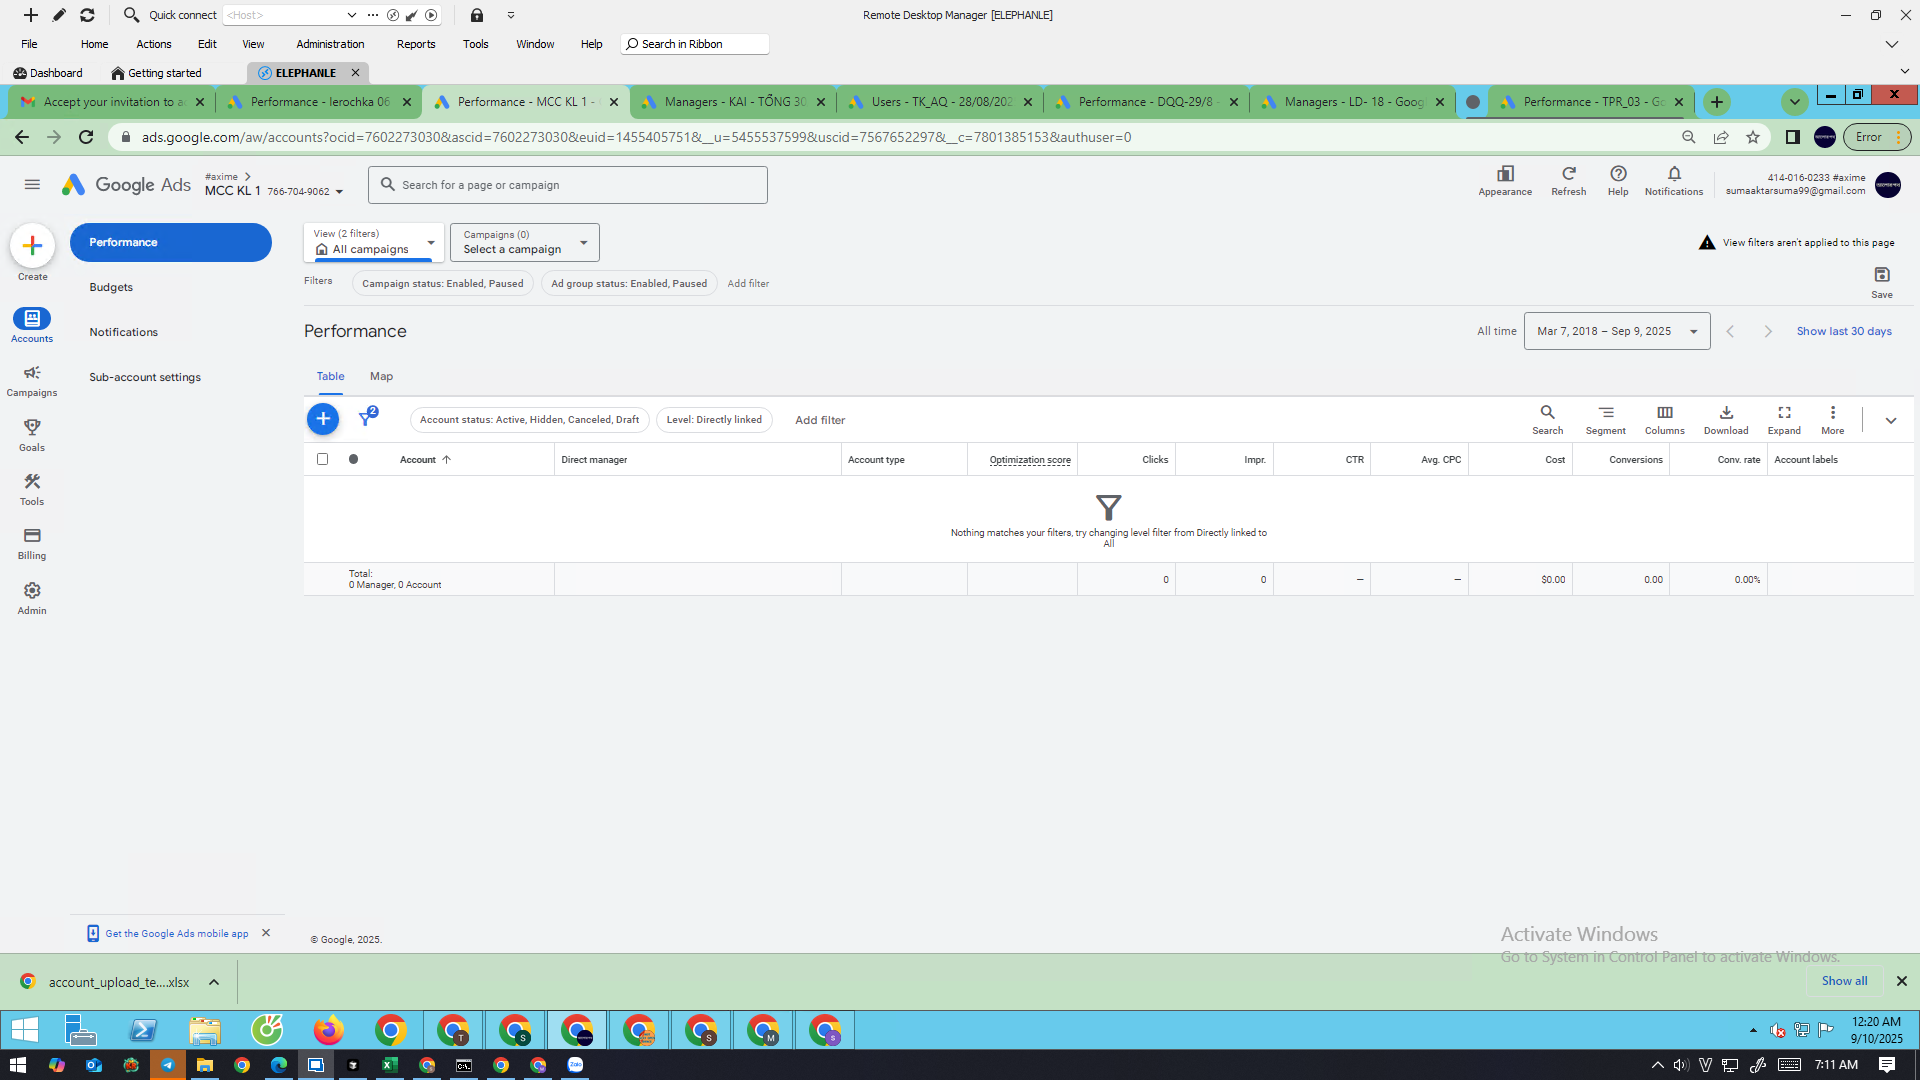 Quick connect <Host>
Remote Desktop Manager [ELEPHANLE]
File Home Actions Edit View Administration Reports Tools Window Help Search in Ribbon
Dashboard Getting started ELEPHANLE
Accept your invitation to a
Performance - lerochka 06
Performance - MCC KL 1 -
Managers - KAI - TỔNG 30
Users - TK_AQ - 28/08/202
Performance - DQQ-29/8 -
Managers - LD- 18 - Goog
Performance - TPR_03 - Go
ads.google.com/aw/accounts?ocid=7602273030&ascid=7602273030&euid=1455405751&__u=5455537599&uscid=7567652297&__c=7801385153&authuser=0
Error
Google Ads
#axime
MCC KL 1 766-704-9062
Search for a page or campaign
Appearance Refresh Help Notifications
414-016-0233 #axime
sumaaktarsuma99@gmail.com
Create
Accounts
Campaigns
Goals
Tools
Billing
Admin
Performance
Budgets
Notifications
Sub-account settings
View (2 filters)
All campaigns
Campaigns (0)
Select a campaign
View filters aren't applied to this page
Filters Campaign status: Enabled, Paused Ad group status: Enabled, Paused Add filter
Save
Performance
All time Mar 7, 2018 – Sep 9, 2025 Show last 30 days
Table Map
2
Account status: Active, Hidden, Canceled, Draft Level: Directly linked Add filter
Search Segment Columns Download Expand More
Account Direct manager Account type Optimization score Clicks Impr. CTR Avg. CPC Cost Conversions Conv. rate Account labels
Nothing matches your filters, try changing level filter from Directly linked to
All
Total:
0 Manager, 0 Account
0 0 – – $0.00 0.00 0.00%
Get the Google Ads mobile app
© Google, 2025.
Activate Windows
Go to System in Control Panel to activate Windows.
account_upload_te....xlsx
Show all
T S S M S
12:20 AM
9/10/2025
7:11 AM